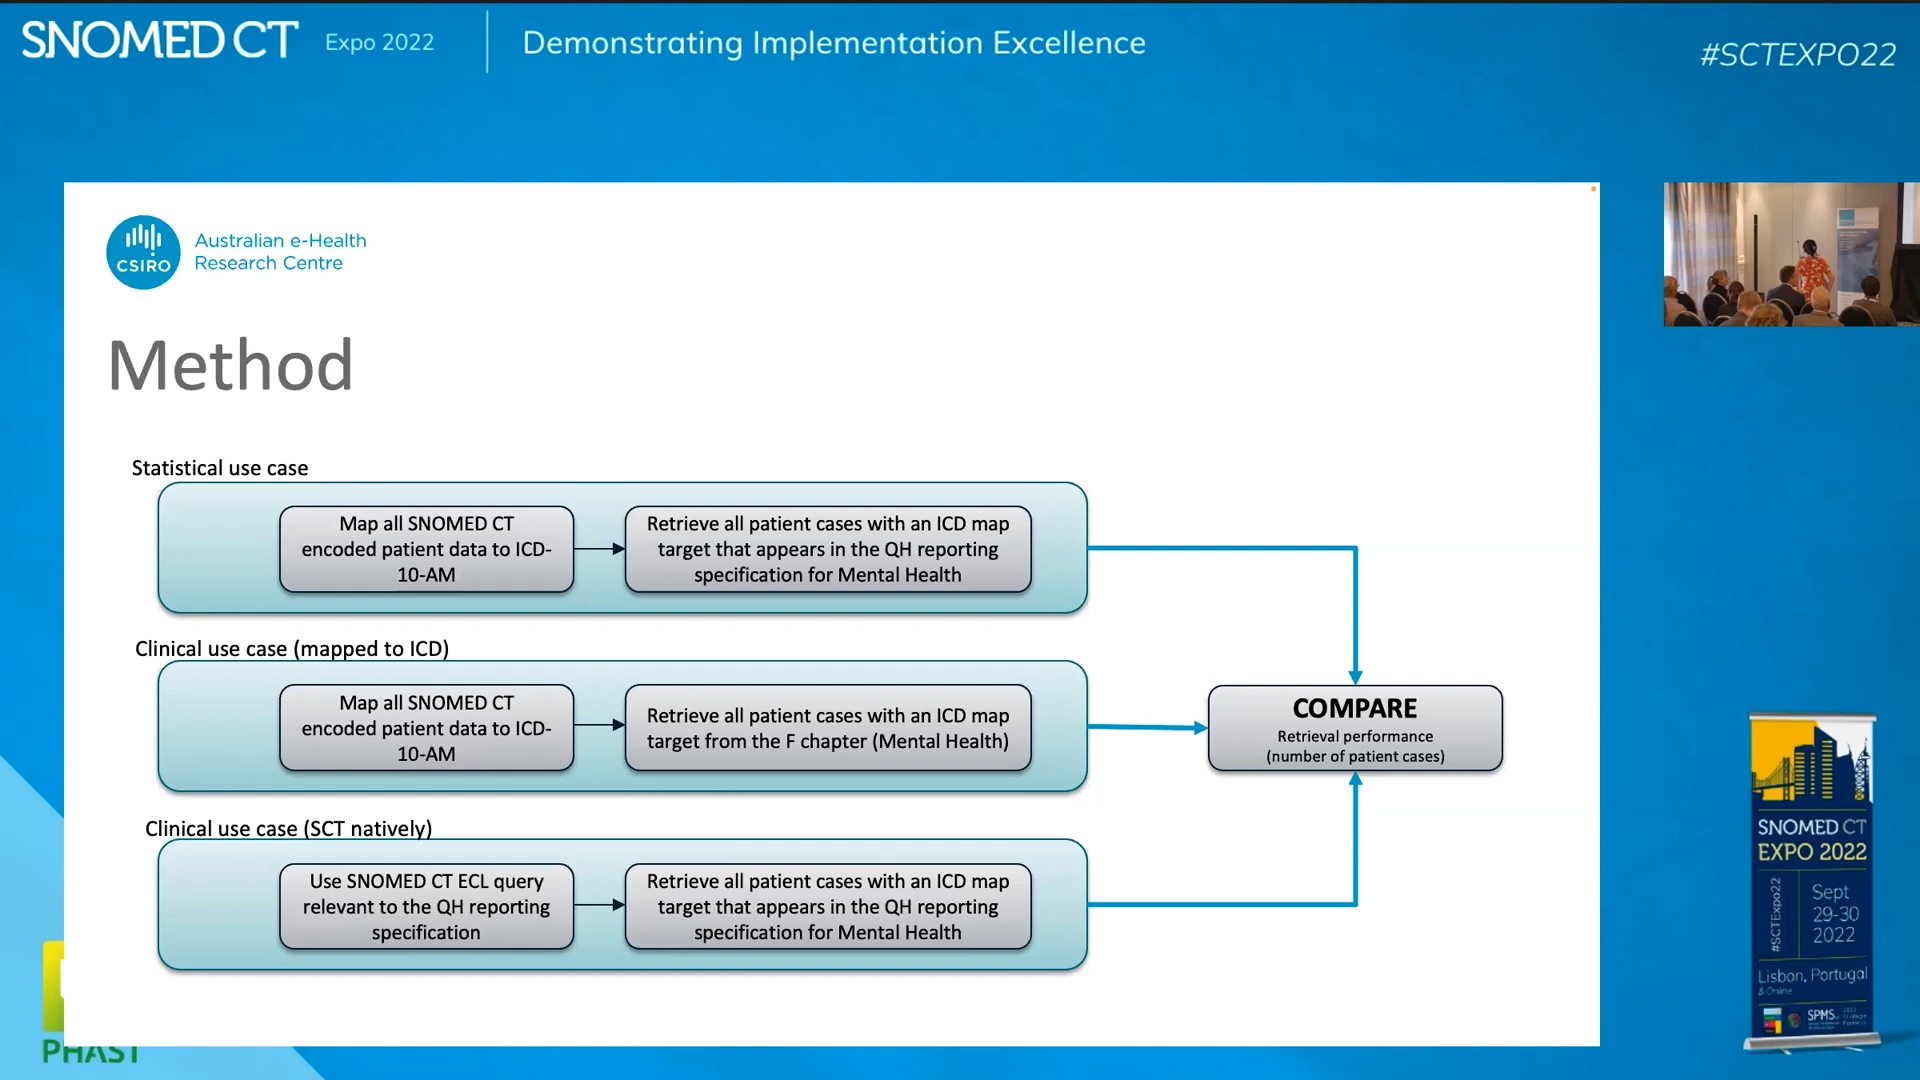 SNOMED CT Expo 2022 Demonstrating Implementation Excellence
#SCTEXPO22
CSIRO
Australian e-Health
Research Centre
Method
Statistical use case
Map all SNOMED CT
encoded patient data to ICD-
10-AM
Retrieve all patient cases with an ICD map
target that appears in the QH reporting
specification for Mental Health
Clinical use case (mapped to ICD)
Map all SNOMED CT
encoded patient data to ICD-
10-AM
Retrieve all patient cases with an ICD map
target from the F chapter (Mental Health)
COMPARE
Retrieval performance
(number of patient cases)
Clinical use case (SCT natively)
Use SNOMED CT ECL query
relevant to the QH reporting
specification
Retrieve all patient cases with an ICD map
target that appears in the QH reporting
specification for Mental Health
SNOMED CT
EXPO 2022
#SCTExpo22
Sept
29-30
2022
Lisbon, Portugal
& Online
SPMS
PHAST